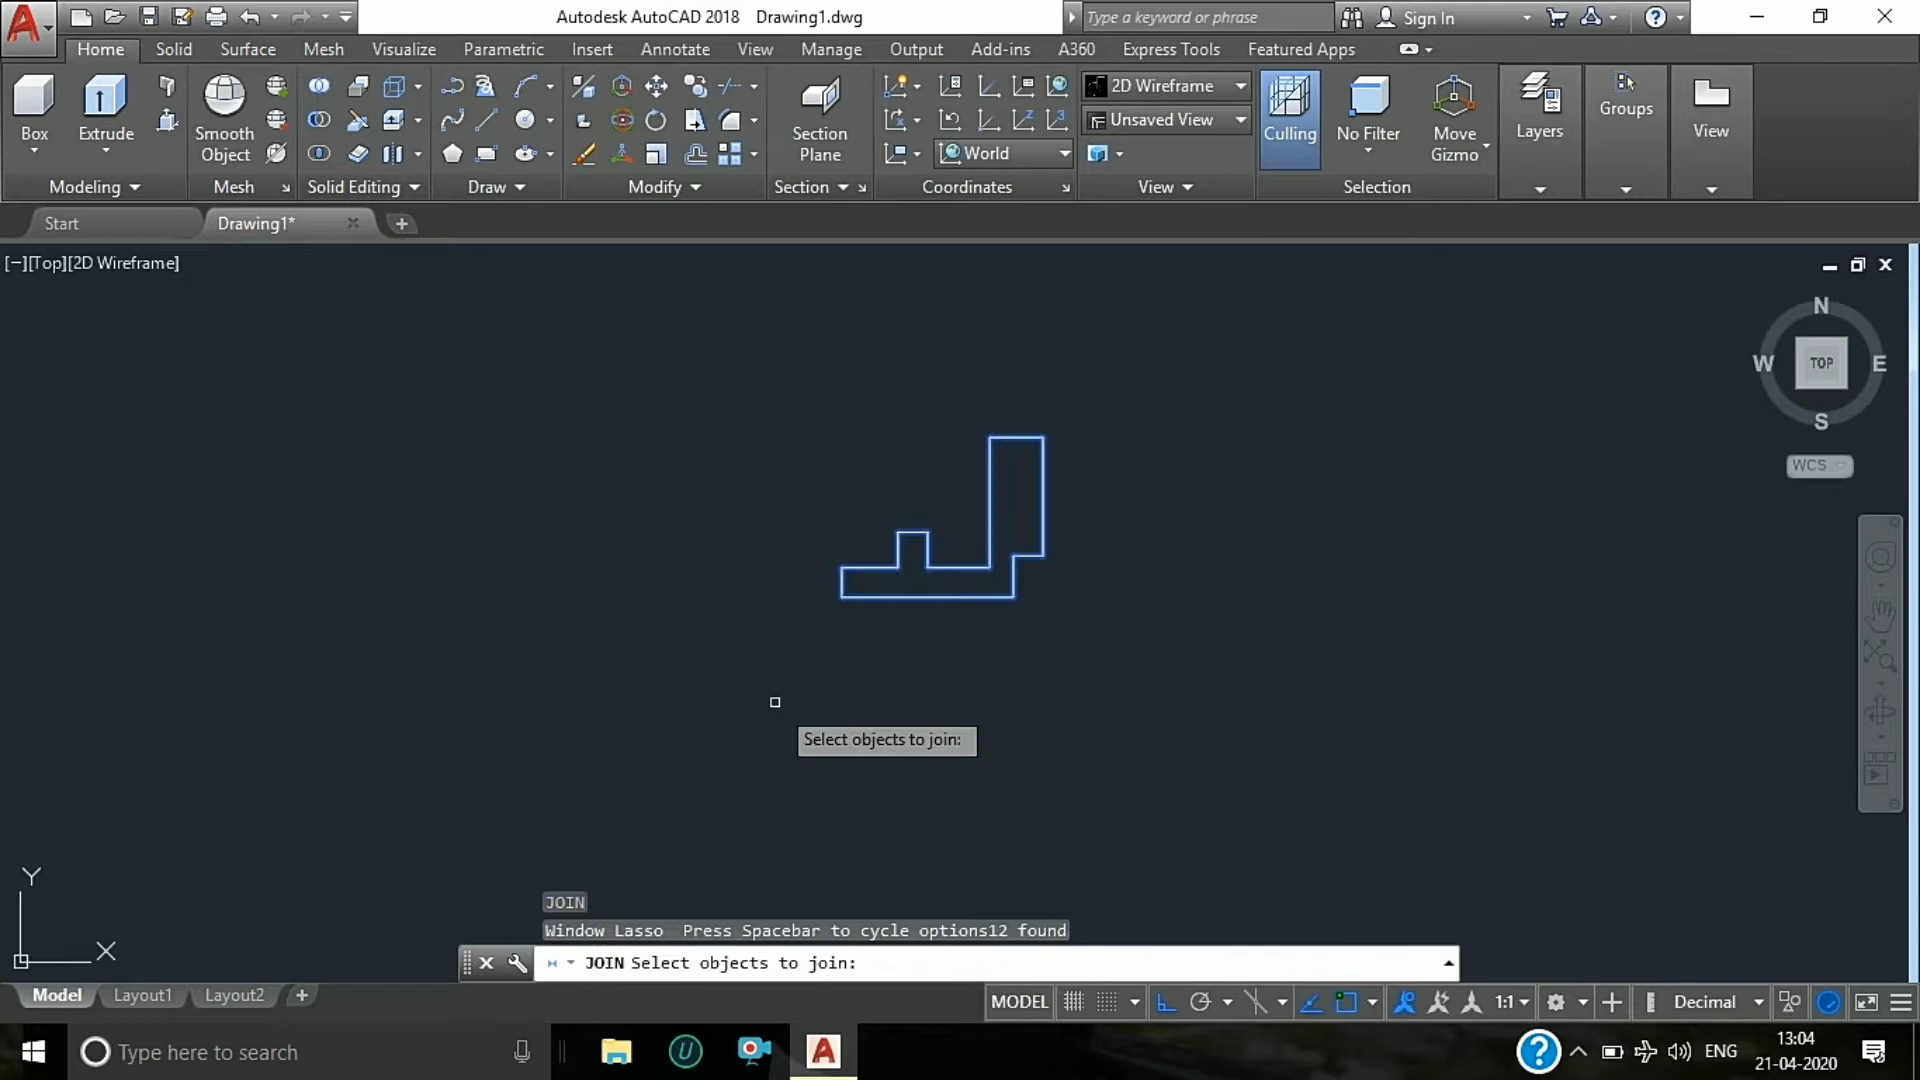 Autodesk AutoCAD 2018 Drawing1.dwg
Type a keyword or phrase
Sign In
Home Solid Surface Mesh Visualize Parametric Insert Annotate View Manage Output Add-ins A360 Express Tools Featured Apps
Box
Extrude
Smooth
Object
Section
Plane
World
2D Wireframe
Unsaved View
Culling
No Filter
Move
Gizmo
Layers
Groups
View
Modeling Mesh Solid Editing Draw Modify Section Coordinates View Selection
Start Drawing1*
[−][Top][2D Wireframe]
N
W TOP E
S
WCS
Select objects to join:
Y
X
JOIN
Window Lasso Press Spacebar to cycle options12 found
JOIN Select objects to join:
Model Layout1 Layout2
MODEL 1:1 Decimal
Type here to search
ENG
13:04
21-04-2020